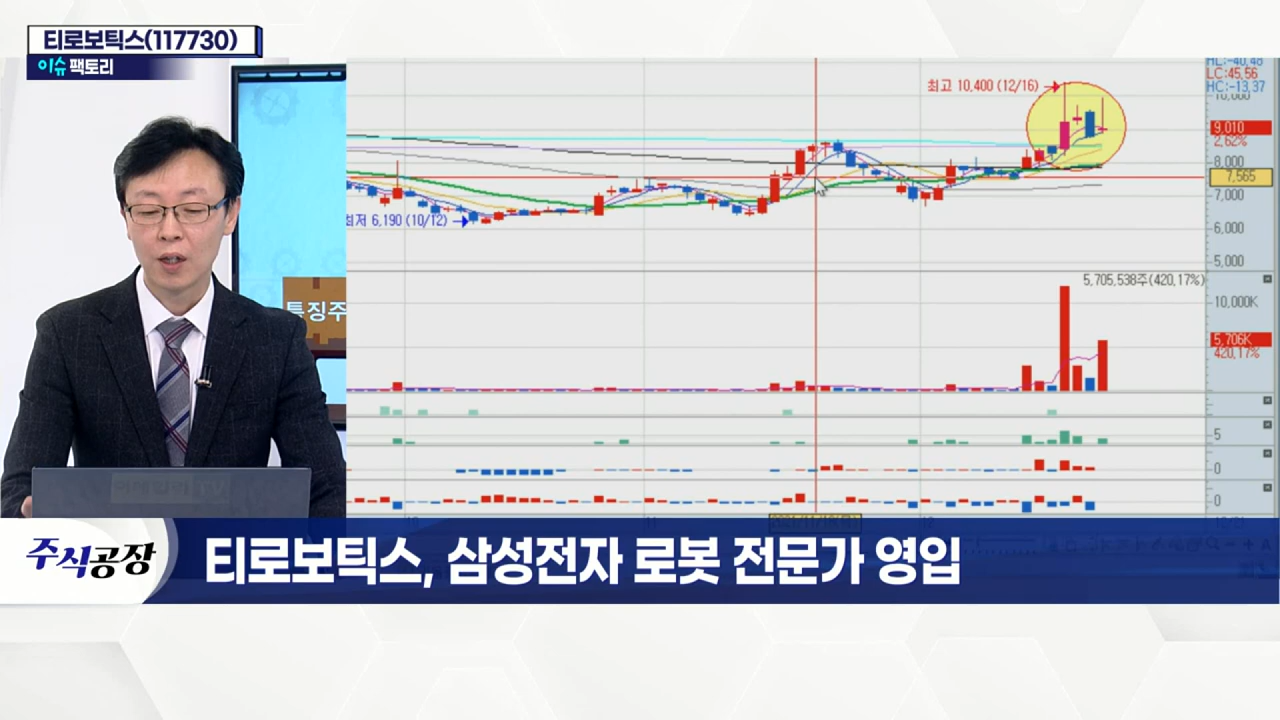 티로보틱스(117730)
이슈 팩토리
특징주
최고 10,400 (12/16)
최저 6,190 (10/12)
HL:-40,48
LC:45,56
HC:-13,37
10,000
9,010
2,62%
8,000
7,565
7,000
6,000
5,000
5,705,538주(420,17%)
10,000K
5,706K
420,17%
5
0
0
11
12
주식공장
티로보틱스, 삼성전자 로봇 전문가 영입